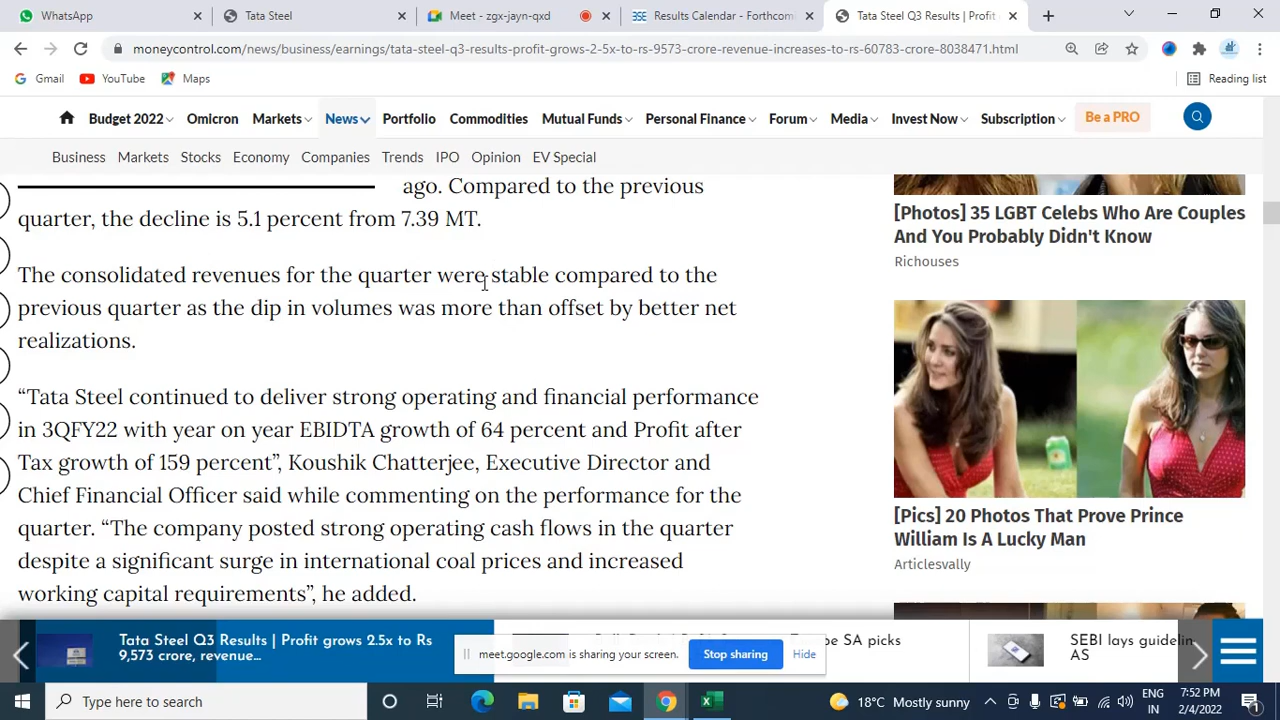 WhatsApp
Tata Steel
Meet - zgx-jayn-qxd
Results Calendar - Forthcom
Tata Steel Q3 Results | Profit
moneycontrol.com/news/business/earnings/tata-steel-q3-results-profit-grows-2-5x-to-rs-9573-crore-revenue-increases-to-rs-60783-crore-8038471.html
Gmail
YouTube
Maps
Reading list
Budget 2022
Omicron
Markets
News
Portfolio
Commodities
Mutual Funds
Personal Finance
Forum
Media
Invest Now
Subscription
Be a PRO
Business
Markets
Stocks
Economy
Companies
Trends
IPO
Opinion
EV Special
ago. Compared to the previous
quarter, the decline is 5.1 percent from 7.39 MT.
The consolidated revenues for the quarter were stable compared to the
previous quarter as the dip in volumes was more than offset by better net
realizations.
“Tata Steel continued to deliver strong operating and financial performance
in 3QFY22 with year on year EBIDTA growth of 64 percent and Profit after
Tax growth of 159 percent”, Koushik Chatterjee, Executive Director and
Chief Financial Officer said while commenting on the performance for the
quarter. “The company posted strong operating cash flows in the quarter
despite a significant surge in international coal prices and increased
working capital requirements”, he added.
[Photos] 35 LGBT Celebs Who Are Couples
And You Probably Didn't Know
Richouses
[Pics] 20 Photos That Prove Prince
William Is A Lucky Man
Articlesvally
Tata Steel Q3 Results | Profit grows 2.5x to Rs
9,573 crore, revenue...
pe SA picks
SEBI lays guidelin
AS
meet.google.com is sharing your screen.
Stop sharing
Hide
Type here to search
18°C Mostly sunny
ENG
IN
7:52 PM
2/4/2022